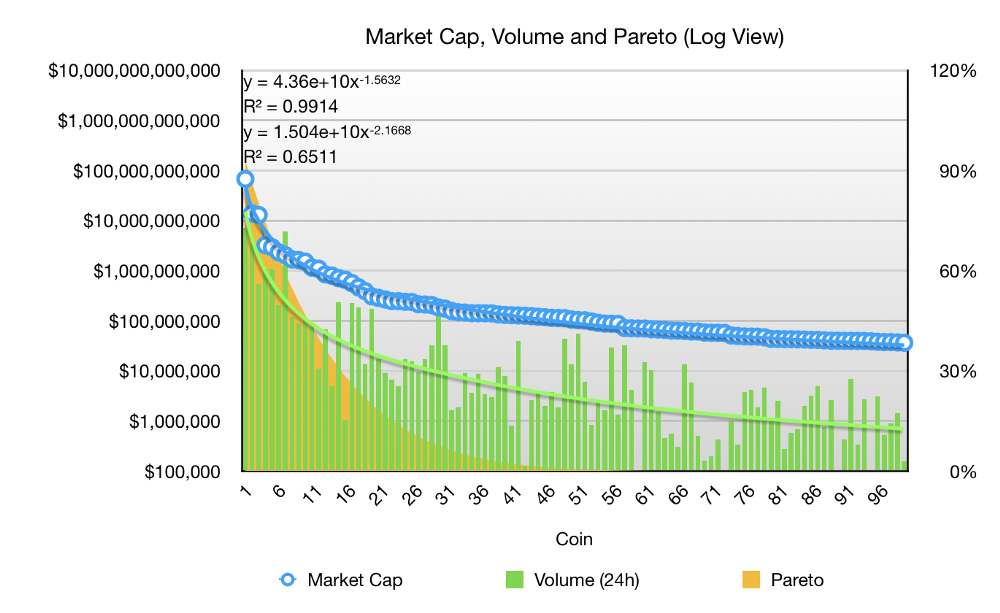 Market Cap, Volume and Pareto (Log View)
$10,000,000,000,000
120%
y = 4.36e+10x-1.5632
R² = 0.9914
$1,000,000,000,000
y = 1.504e+10x-2.1668
R² = 0.6511
$100,000,000,000
90%
$10,000,000,000
$1,000,000,000
60%
$100,000,000
$10,000,000
30%
$1,000,000
$100,000
0%
1 6 11 16 21 26 31 36 41 46 51 56 61 66 71 76 81 86 91 96
Coin
Market Cap Volume (24h) Pareto